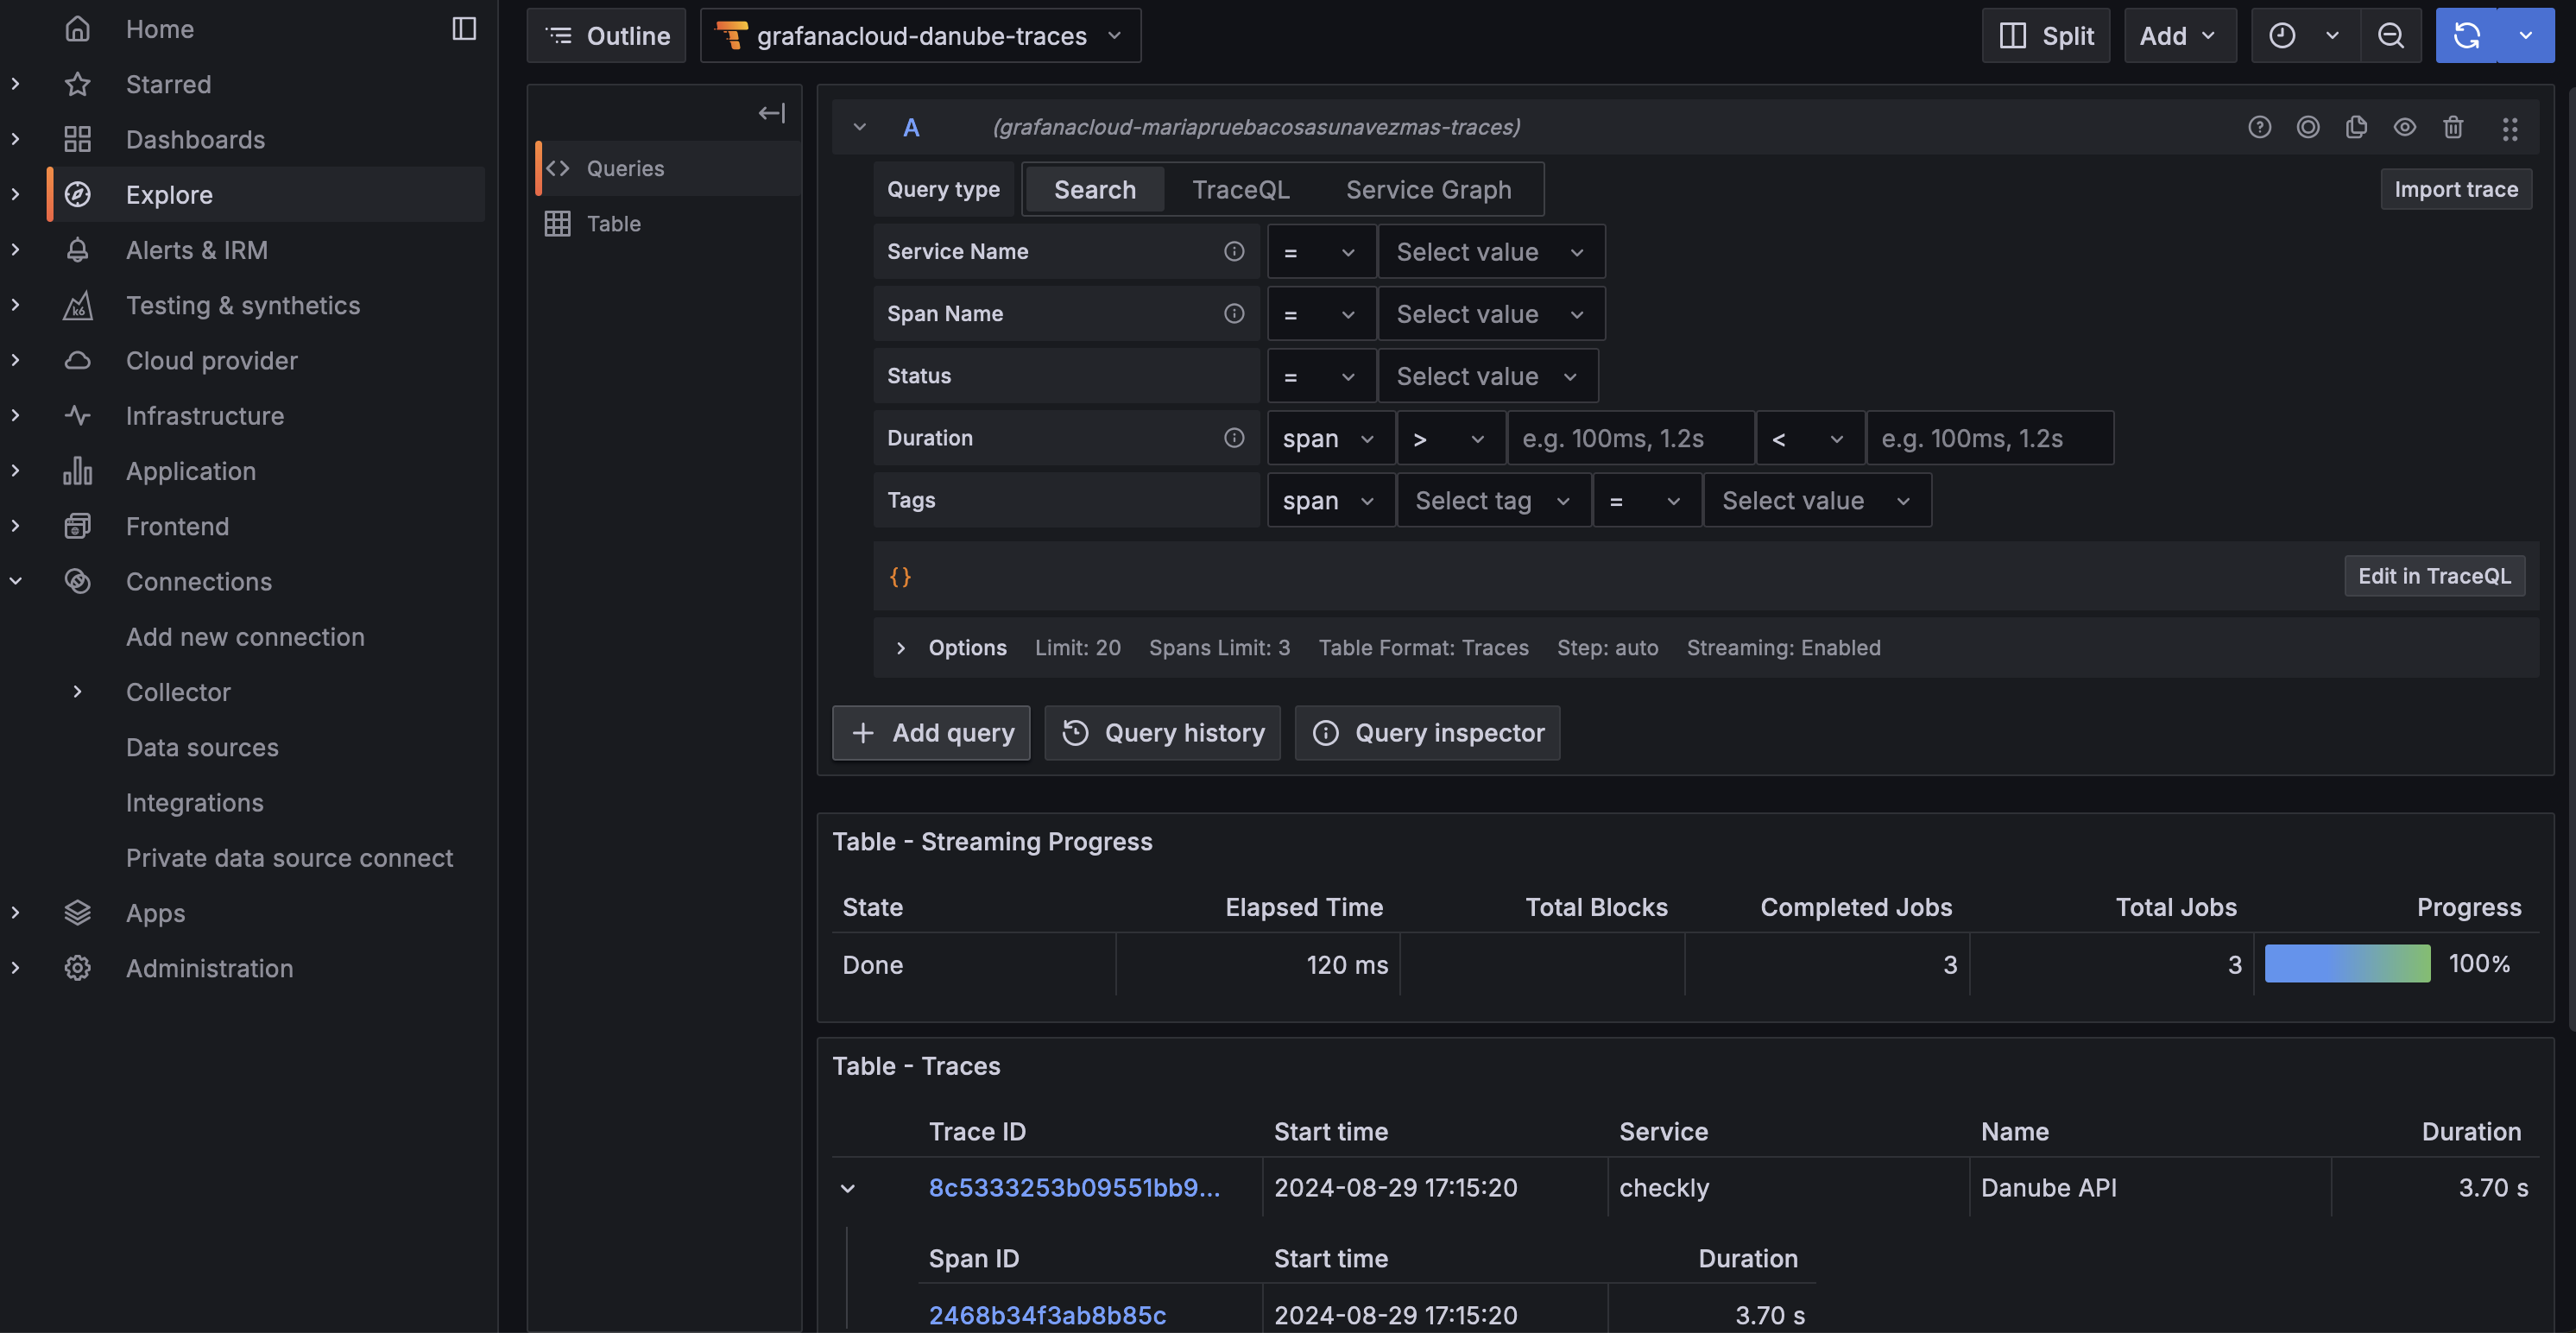 Home
Starred
Dashboards
Explore
Alerts & IRM
Testing & synthetics
Cloud provider
Infrastructure
Application
Frontend
Connections
Add new connection
Collector
Data sources
Integrations
Private data source connect
Apps
Administration
Outline
grafanacloud-danube-traces
Split
Add
Queries
Table
A (grafanacloud-mariapruebacosasunavezmas-traces)
Query type Search TraceQL Service Graph Import trace
Service Name = Select value
Span Name = Select value
Status = Select value
Duration span > e.g. 100ms, 1.2s < e.g. 100ms, 1.2s
Tags span Select tag = Select value
{} Edit in TraceQL
Options Limit: 20 Spans Limit: 3 Table Format: Traces Step: auto Streaming: Enabled
+ Add query Query history Query inspector
Table - Streaming Progress
State Elapsed Time Total Blocks Completed Jobs Total Jobs Progress
Done 120 ms 3 3 100%
Table - Traces
Trace ID Start time Service Name Duration
8c5333253b09551bb9... 2024-08-29 17:15:20 checkly Danube API 3.70 s
Span ID Start time Duration
2468b34f3ab8b85c 2024-08-29 17:15:20 3.70 s